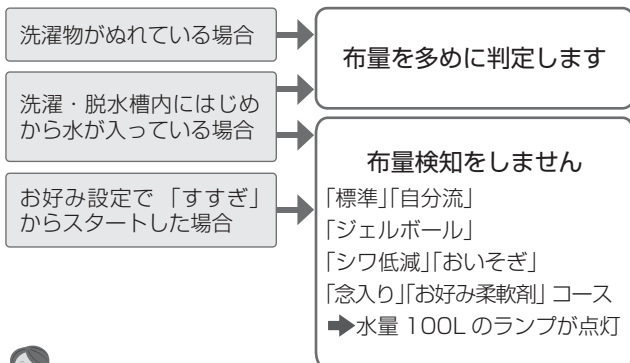 洗濯物がぬれている場合
布量を多めに判定します
洗濯・脱水槽内にはじめ
から水が入っている場合
布量検知をしません
お好み設定で「すすぎ」
からスタートした場合
「標準」「自分流」
「ジェルボール」
「シワ低減」「おいそぎ」
「念入り」「お好み柔軟剤」コース
➡水量 100L のランプが点灯